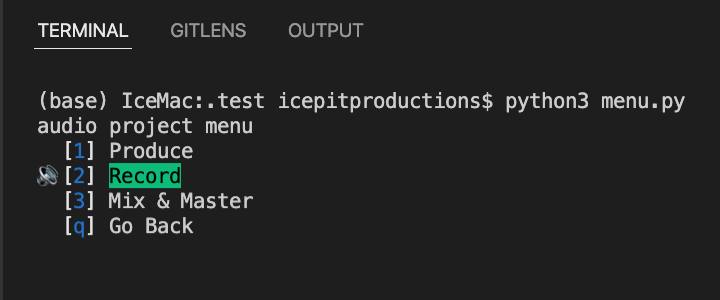 TERMINAL GITLENS OUTPUT
(base) IceMac:.test icepitproductions$ python3 menu.py
audio project menu
[1] Produce
🔊[2] Record
[3] Mix & Master
[q] Go Back